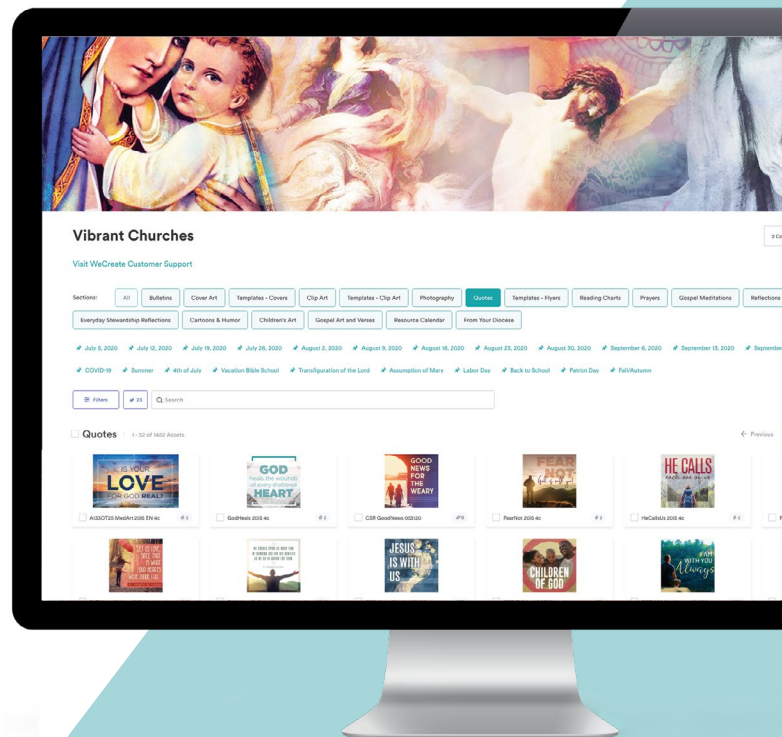 Vibrant Churches
Visit WeCreate Customer Support
Sections: All Bulletins Cover Art Templates - Covers Clip Art Templates - Clip Art Photography Quotes Templates - Flyers Reading Charts Prayers Gospel Meditations Reflections
Everyday Stewardship Reflections Cartoons & Humor Children's Art Gospel Art and Verses Resource Calendar From Your Diocese
July 5, 2020 July 12, 2020 July 19, 2020 July 26, 2020 August 2, 2020 August 9, 2020 August 16, 2020 August 23, 2020 August 30, 2020 September 6, 2020 September 13, 2020 September
COVID-19 Summer 4th of July Vacation Bible School Transfiguration of the Lord Assumption of Mary Labor Day Back to School Patriot Day Fall/Autumn
Filters 23 Search
Quotes 1 - 52 of 1652 Assets Previous
IS YOUR
LOVE
FOR GOD REAL?
GOD
heals the wounds
of every shattered
HEART
GOOD
NEWS
FOR
THE
WEARY
FEAR
NOT
HE CALLS
each one of us
GodHeals 2015 4c
CSR GoodNews 053120
FearNot 2015 4c
HeCallsUs 2015 4c
JESUS
IS WITH
US
CHILDREN
OF GOD
I AM
WITH YOU
Always